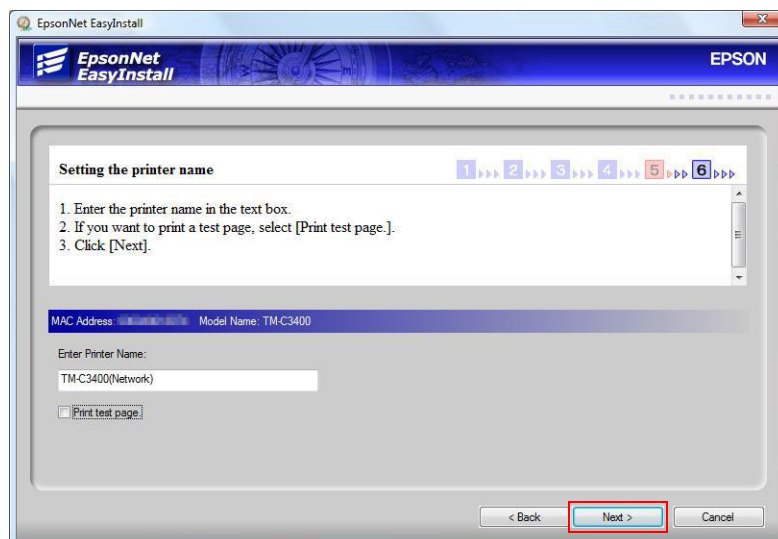 EpsonNet EasyInstall
EpsonNet
EasyInstall
EPSON
Setting the printer name
1 2 3 4 5 6
1. Enter the printer name in the text box.
2. If you want to print a test page, select [Print test page.].
3. Click [Next].
MAC Address: Model Name: TM-C3400
Enter Printer Name:
TM-C3400(Network)
Print test page.
< Back Next > Cancel